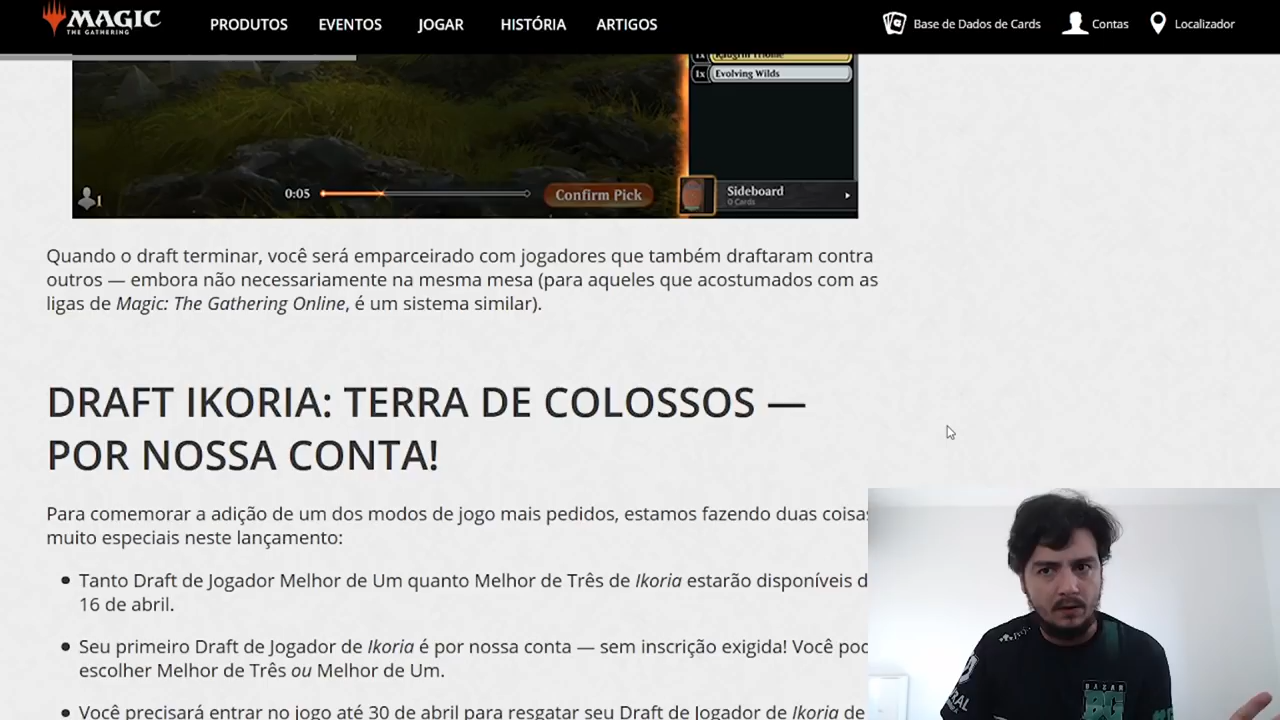 MAGIC
THE GATHERING
PRODUTOS EVENTOS JOGAR HISTÓRIA ARTIGOS Base de Dados de Cards Contas Localizador
1x Raugrin Triome
1x Evolving Wilds
1 0:05 Confirm Pick Sideboard
0 Cards
Quando o draft terminar, você será emparceirado com jogadores que também draftaram contra
outros — embora não necessariamente na mesma mesa (para aqueles que acostumados com as
ligas de Magic: The Gathering Online, é um sistema similar).
DRAFT IKORIA: TERRA DE COLOSSOS —
POR NOSSA CONTA!
Para comemorar a adição de um dos modos de jogo mais pedidos, estamos fazendo duas coisas
muito especiais neste lançamento:
● Tanto Draft de Jogador Melhor de Um quanto Melhor de Três de Ikoria estarão disponíveis d
16 de abril.
● Seu primeiro Draft de Jogador de Ikoria é por nossa conta — sem inscrição exigida! Você pod
escolher Melhor de Três ou Melhor de Um.
● Você precisará entrar no jogo até 30 de abril para resgatar seu Draft de Jogador de Ikoria de
BAZAR
BG